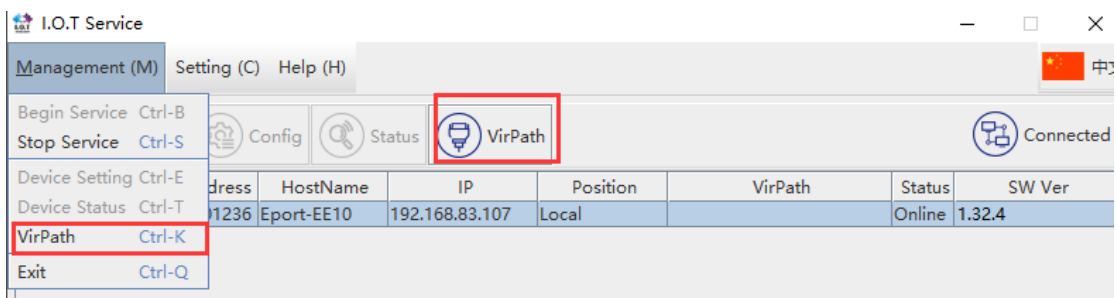 I.O.T Service
Management (M) Setting (C) Help (H) 中
Begin Service Ctrl-B
Stop Service Ctrl-S
Config Status VirPath Connected
Device Setting Ctrl-E
Device Status Ctrl-T
VirPath Ctrl-K
Exit Ctrl-Q
dress HostName IP Position VirPath Status SW Ver
01236 Eport-EE10 192.168.83.107 Local Online 1.32.4